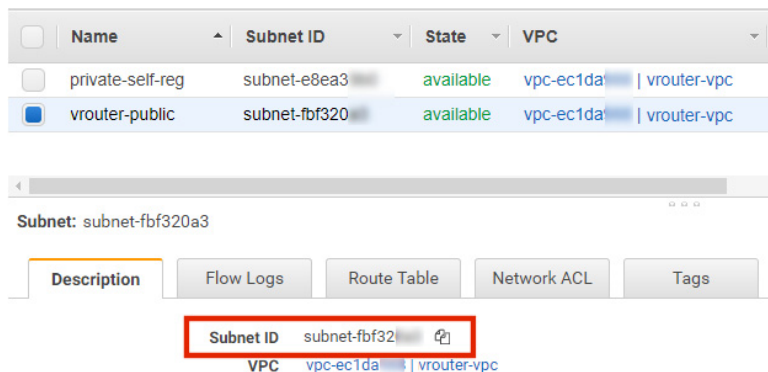 Name Subnet ID State VPC
private-self-reg subnet-e8ea3 available vpc-ec1da | vrouter-vpc
vrouter-public subnet-fbf320 available vpc-ec1da | vrouter-vpc
Subnet: subnet-fbf320a3
Description Flow Logs Route Table Network ACL Tags
Subnet ID subnet-fbf32
VPC vpc-ec1da | vrouter-vpc